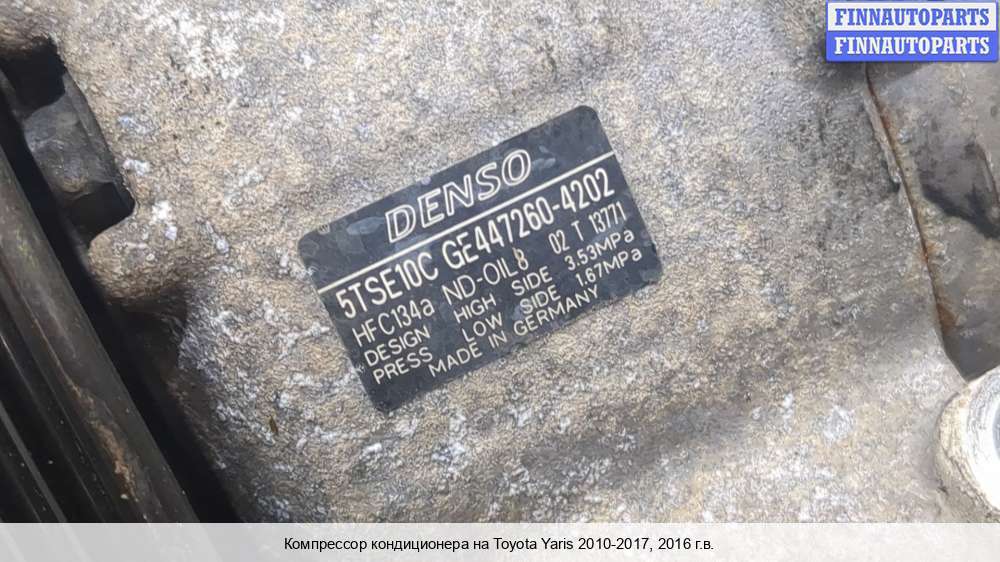 FINNAUTOPARTS
FINNAUTOPARTS
DENSO
5TSE10C GE447260-4202
HFC134a ND-OIL8 02 T 13771
DESIGN HIGH SIDE 3.53MPa
PRESS LOW SIDE 1.67MPa
MADE IN GERMANY
Компрессор кондиционера на Toyota Yaris 2010-2017, 2016 г.в.